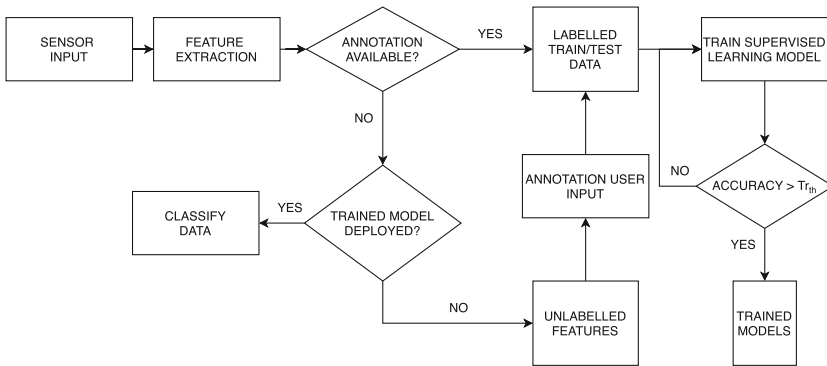 SENSOR
INPUT
FEATURE
EXTRACTION
ANNOTATION
AVAILABLE?
YES
LABELLED
TRAIN/TEST
DATA
TRAIN SUPERVISED
LEARNING MODEL
NO
ANNOTATION USER
INPUT
NO
ACCURACY > Trth
CLASSIFY
DATA
YES
TRAINED MODEL
DEPLOYED?
YES
NO
UNLABELLED
FEATURES
TRAINED
MODELS